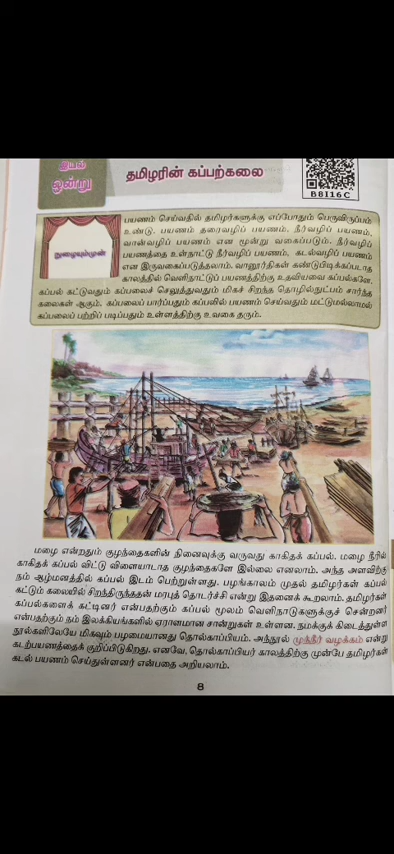 இயல்
ஒன்று
தமிழரின் கப்பற்கலை
B8I16C
நுழையும்முன்
பயணம் செய்வதில் தமிழர்களுக்கு எப்போதும் பெருவிருப்பம்
உண்டு. பயணம் தரைவழிப் பயணம், நீர்வழிப் பயணம்,
வான்வழிப் பயணம் என மூன்று வகைப்படும். நீர்வழிப்
பயணத்தை உள்நாட்டு நீர்வழிப் பயணம், கடல்வழிப் பயணம்
என இருவகைப்படுத்தலாம். வானூர்திகள் கண்டுபிடிக்கப்படாத
காலத்தில் வெளிநாட்டுப் பயணத்திற்கு உதவியவை கப்பல்களே.
கப்பல் கட்டுவதும் கப்பலைச் செலுத்துவதும் மிகச் சிறந்த தொழில்நுட்பம் சார்ந்த
கலைகள் ஆகும். கப்பலைப் பார்ப்பதும் கப்பலில் பயணம் செய்வதும் மட்டுமல்லாமல்
கப்பலைப் பற்றிப் படிப்பதும் உள்ளத்திற்கு உவகை தரும்.
மழை என்றதும் குழந்தைகளின் நினைவுக்கு வருவது காகிதக் கப்பல். மழை நீரில்
காகிதக் கப்பல் விட்டு விளையாடாத குழந்தைகளே இல்லை எனலாம். அந்த அளவிற்கு
நம் ஆழ்மனத்தில் கப்பல் இடம் பெற்றுள்ளது. பழங்காலம் முதல் தமிழர்கள் கப்பல்
கட்டும் கலையில் சிறந்திருந்ததன் மரபுத் தொடர்ச்சி என்று இதனைக் கூறலாம். தமிழர்கள்
கப்பல்களைக் கட்டினர் என்பதற்கும் கப்பல் மூலம் வெளிநாடுகளுக்குச் சென்றனர்
என்பதற்கும் நம் இலக்கியங்களில் ஏராளமான சான்றுகள் உள்ளன. நமக்குக் கிடைத்துள்ள
நூல்களிலேயே மிகவும் பழமையானது தொல்காப்பியம். அந்நூல் முந்நீர் வழக்கம் என்று
கடற்பயணத்தைக் குறிப்பிடுகிறது. எனவே, தொல்காப்பியர் காலத்திற்கு முன்பே தமிழர்கள்
கடல் பயணம் செய்துள்ளனர் என்பதை அறியலாம்.
8